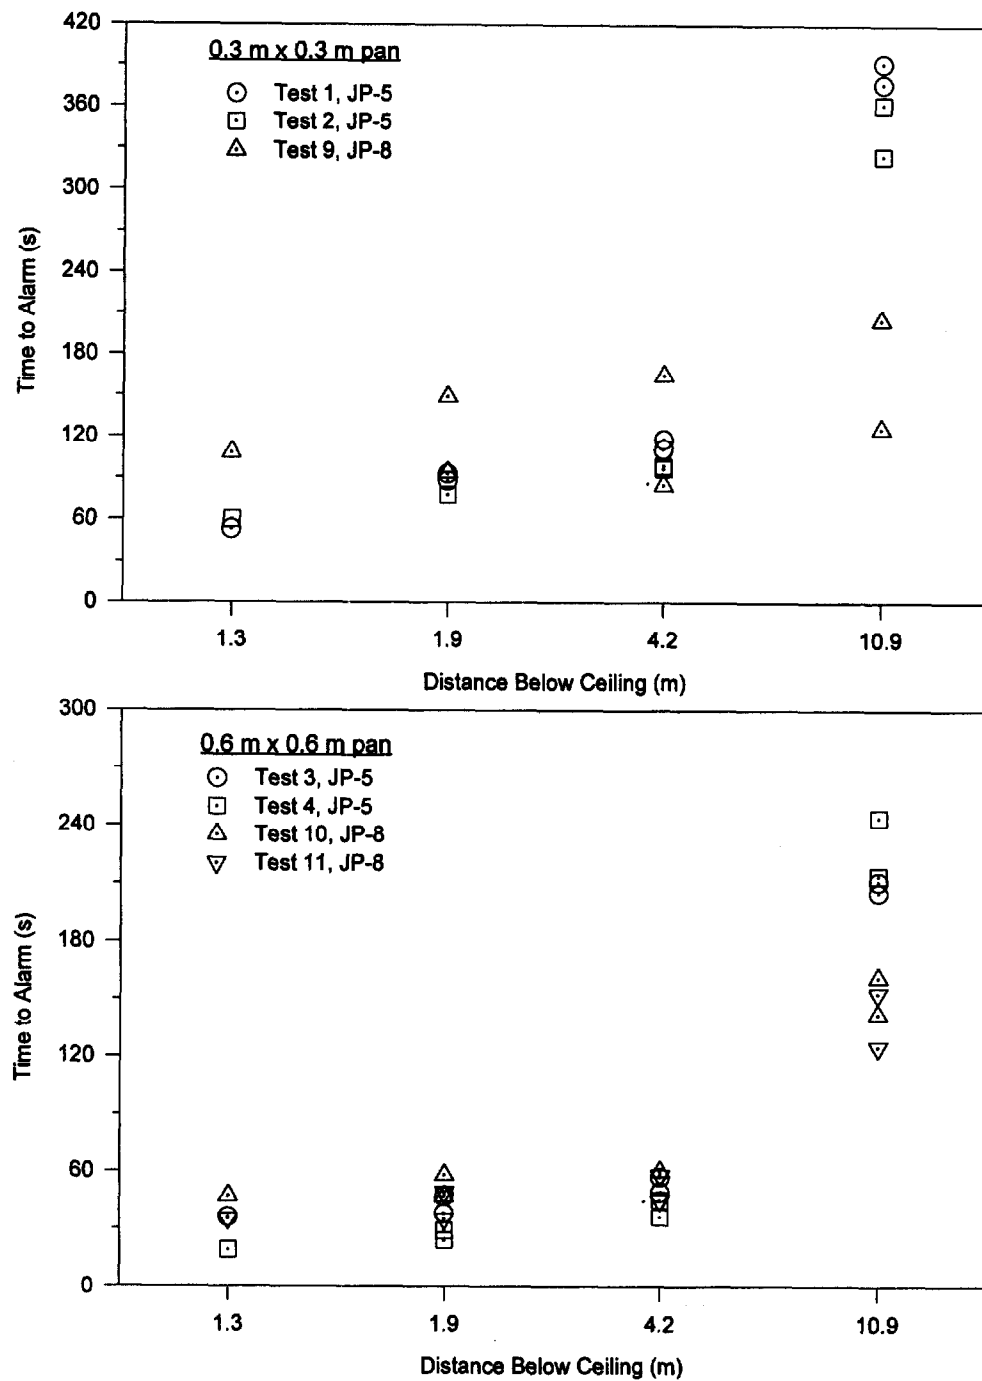 420
360
300
240
180
120
60
0
Time to Alarm (s)
0.3 m x 0.3 m pan
Test 1, JP-5
Test 2, JP-5
Test 9, JP-8
1.3 1.9 4.2 10.9
Distance Below Ceiling (m)
300
240
180
120
60
0
Time to Alarm (s)
0.6 m x 0.6 m pan
Test 3, JP-5
Test 4, JP-5
Test 10, JP-8
Test 11, JP-8
1.3 1.9 4.2 10.9
Distance Below Ceiling (m)